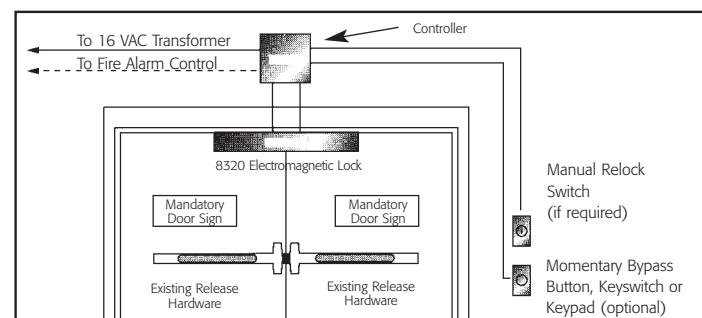 Controller
To 16 VAC Transformer
To Fire Alarm Control
8320 Electromagnetic Lock
Mandatory
Door Sign
Mandatory
Door Sign
Manual Relock
Switch
(if required)
Existing Release
Hardware
Existing Release
Hardware
Momentary Bypass
Button, Keyswitch or
Keypad (optional)